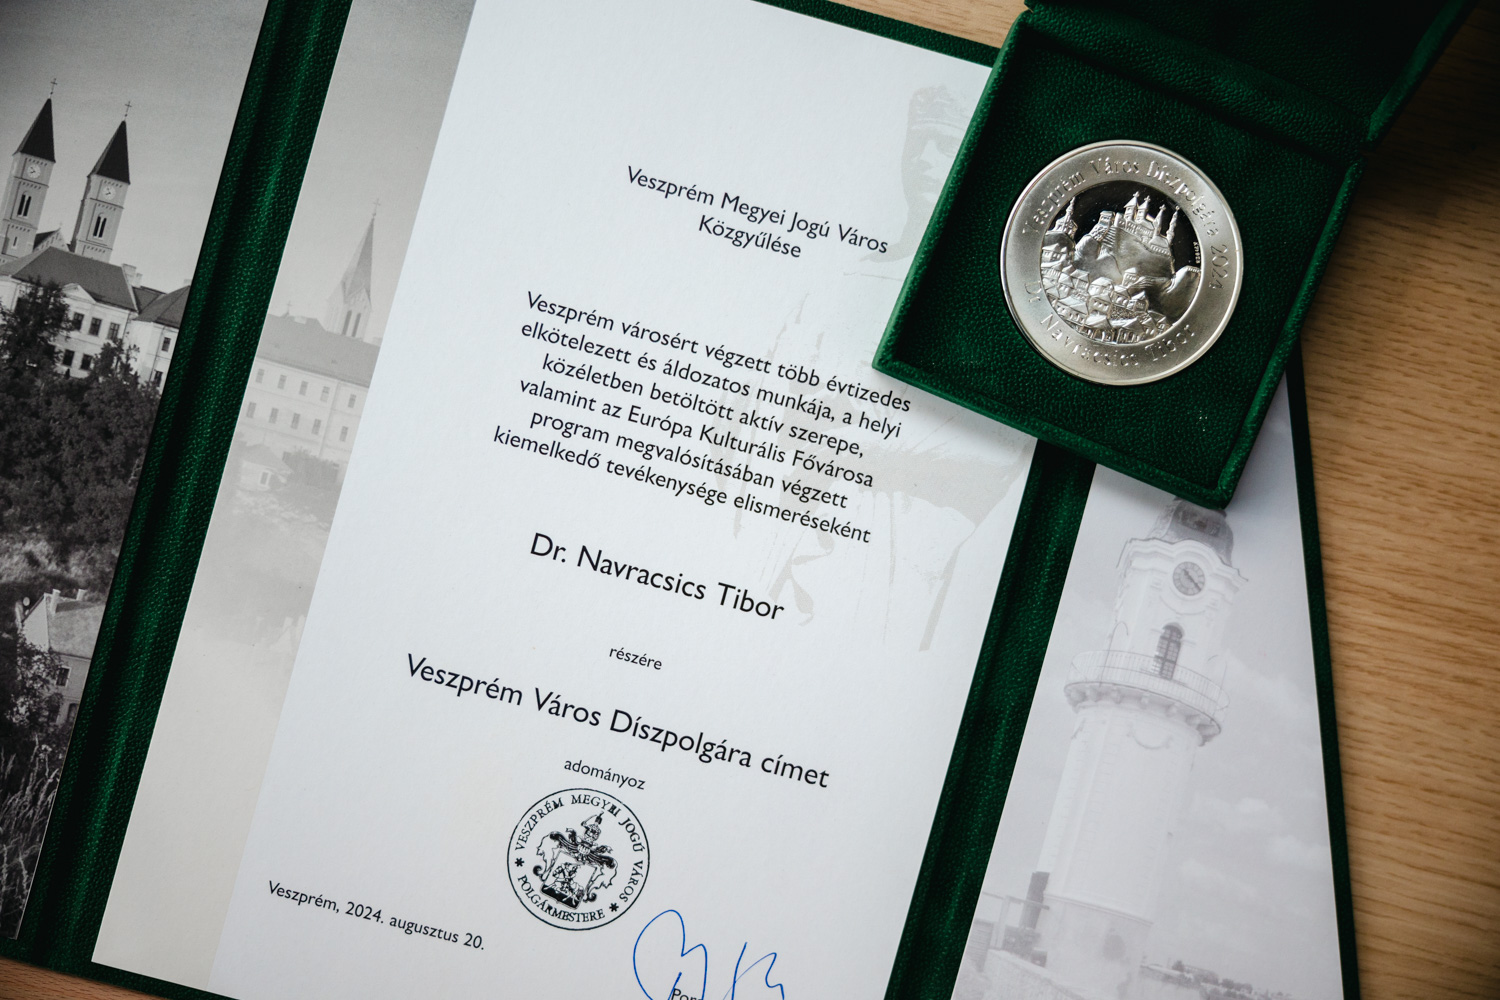 Veszprém Megyei Jogú Város
Közgyűlése
Veszprém városért végzett több évtizedes
elkötelezett és áldozatos munkája, a helyi
közéletben betöltött aktív szerepe,
valamint az Európa Kulturális Fővárosa
program megvalósításában végzett
kiemelkedő tevékenysége elismeréseként
Dr. Navracsics Tibor
részére
Veszprém Város Díszpolgára címet
adományoz
VESZPRÉM MEGYEI JOGÚ VÁROS
POLGÁRMESTERE
Veszprém, 2024. augusztus 20.
Veszprém Város Díszpolgára 2024
Dr. Navracsics Tibor